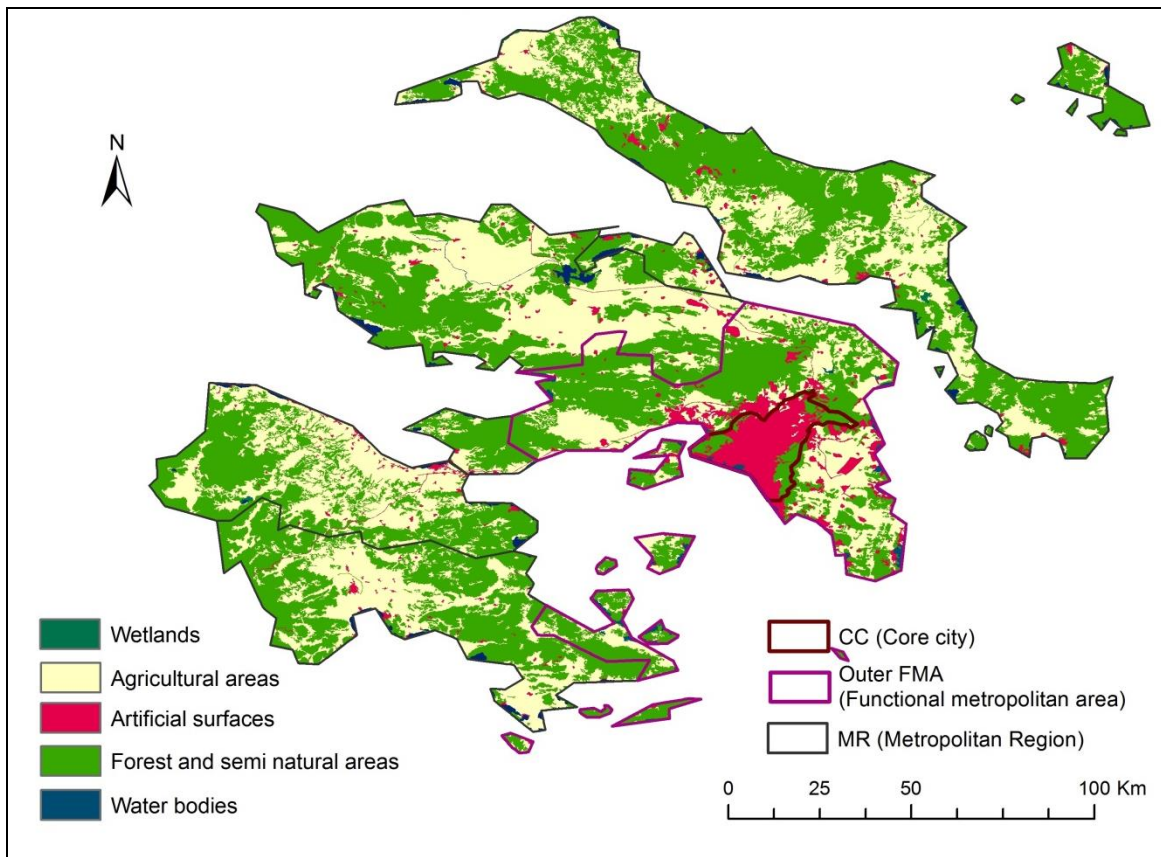 N
Wetlands
Agricultural areas
Artificial surfaces
Forest and semi natural areas
Water bodies
CC (Core city)
Outer FMA
(Functional metropolitan area)
MR (Metropolitan Region)
0 25 50 100 Km